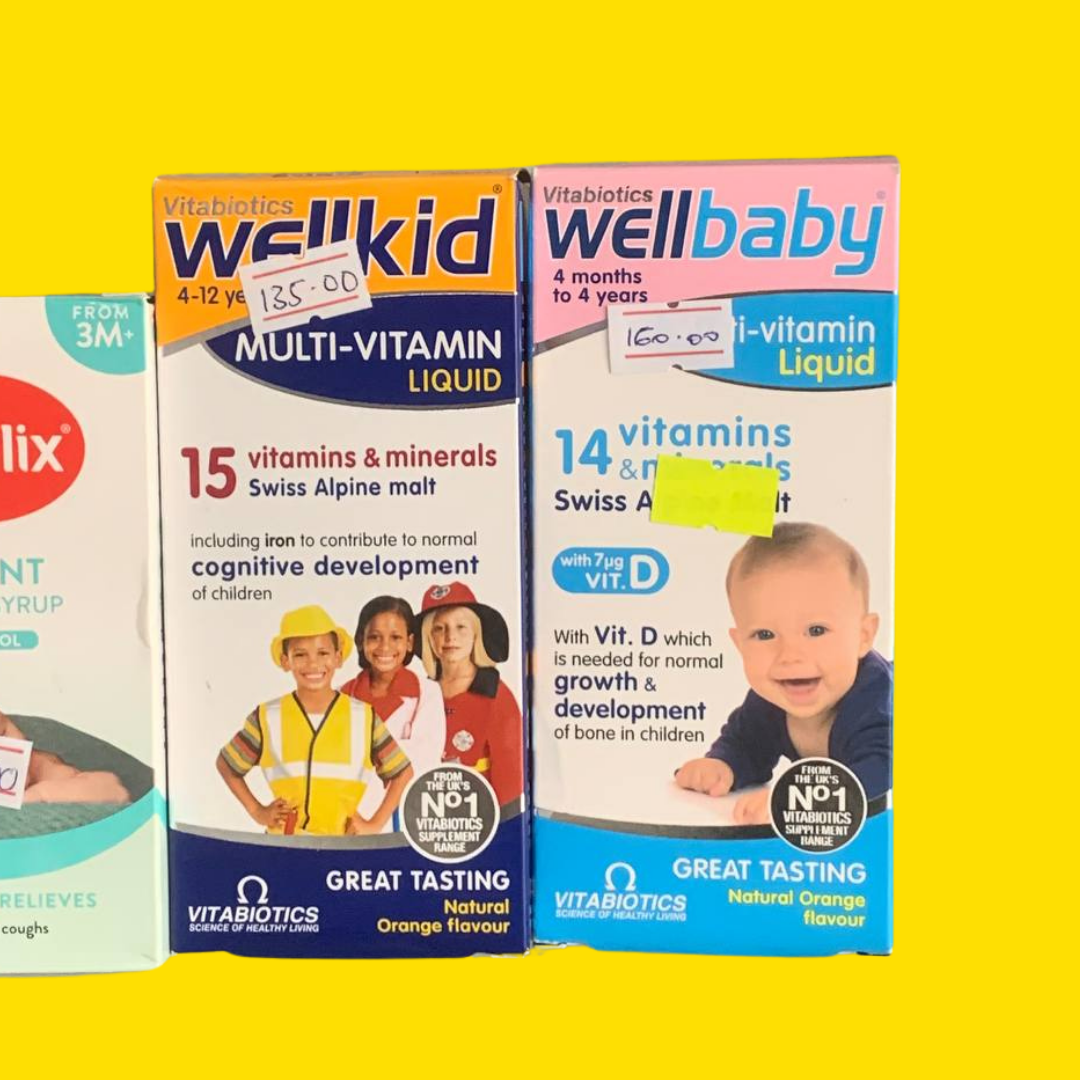 FROM
3M+
lix®
NT
YRUP
OL
RELIEVES
coughs
Vitabiotics
wellkid®
135.00
4-12 ye
MULTI-VITAMIN
LIQUID
15 vitamins & minerals
Swiss Alpine malt
including iron to contribute to normal
cognitive development
of children
FROM
THE UK'S
Nº1
VITABIOTICS
SUPPLEMENT
RANGE
GREAT TASTING
Natural
Orange flavour
VITABIOTICS
SCIENCE OF HEALTHY LIVING
Vitabiotics
wellbaby®
4 months
to 4 years
160.00
ti-vitamin
Liquid
14 vitamins
& minerals
Swiss A lt
with 7µg
VIT. D
With Vit. D which
is needed for normal
growth &
development
of bone in children
FROM
THE UK'S
Nº1
VITABIOTICS
SUPPLEMENT
RANGE
GREAT TASTING
Natural Orange
flavour
VITABIOTICS
SCIENCE OF HEALTHY LIVING